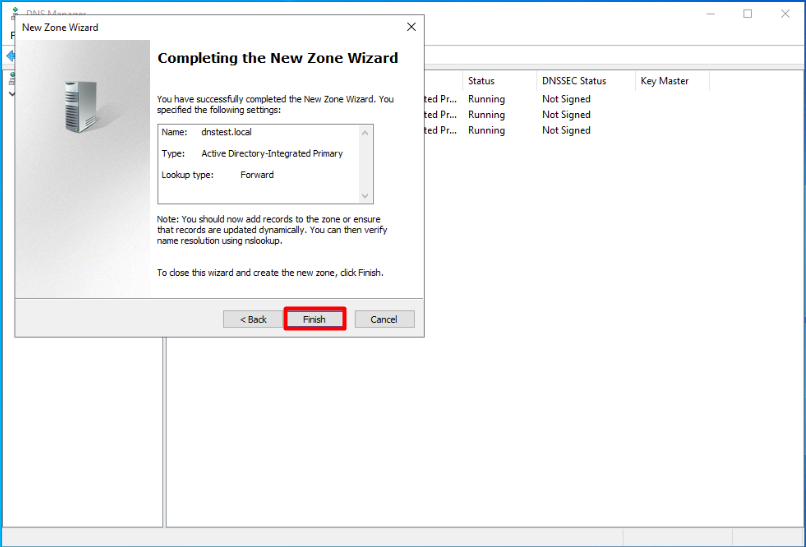 DNS Manager
New Zone Wizard
Completing the New Zone Wizard
You have successfully completed the New Zone Wizard. You
specified the following settings:
Name: dnstest.local
Type: Active Directory-Integrated Primary
Lookup type: Forward
Note: You should now add records to the zone or ensure
that records are updated dynamically. You can then verify
name resolution using nslookup.
To close this wizard and create the new zone, click Finish.
< Back Finish Cancel
Status DNSSEC Status Key Master
ted Pr... Running Not Signed
ted Pr... Running Not Signed
ted Pr... Running Not Signed